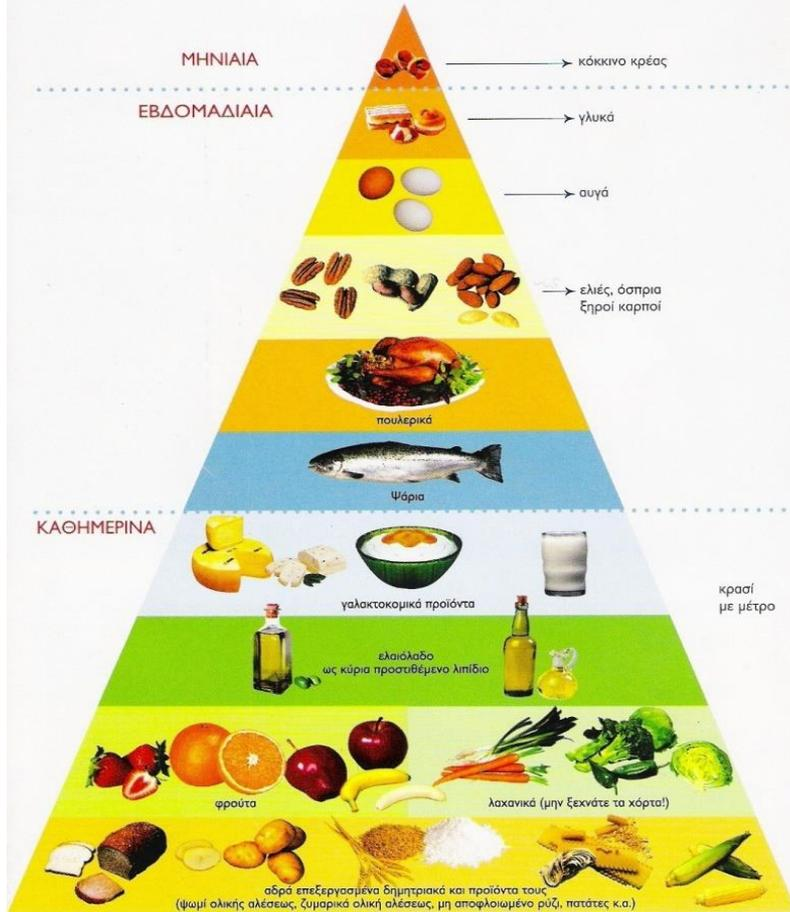 ΜΗΝΙΑΙΑ
κόκκινο κρέας
ΕΒΔΟΜΑΔΙΑΙΑ
γλυκά
αυγά
ελιές, όσπρια
ξηροί καρποί
πουλερικά
ψάρια
ΚΑΘΗΜΕΡΙΝΑ
γαλακτοκομικά προϊόντα
κρασί
με μέτρο
ελαιόλαδο
ως κύρια προστιθέμενο λιπίδιο
φρούτα
λαχανικά (μην ξεχνάτε τα χόρτα!)
αδρά επεξεργασμένα δημητριακά και προϊόντα τους
(ψωμί ολικής αλέσεως, ζυμαρικά ολική αλέσεως, μη αποφλοιωμένο ρύζι, πατάτες κ.α.)